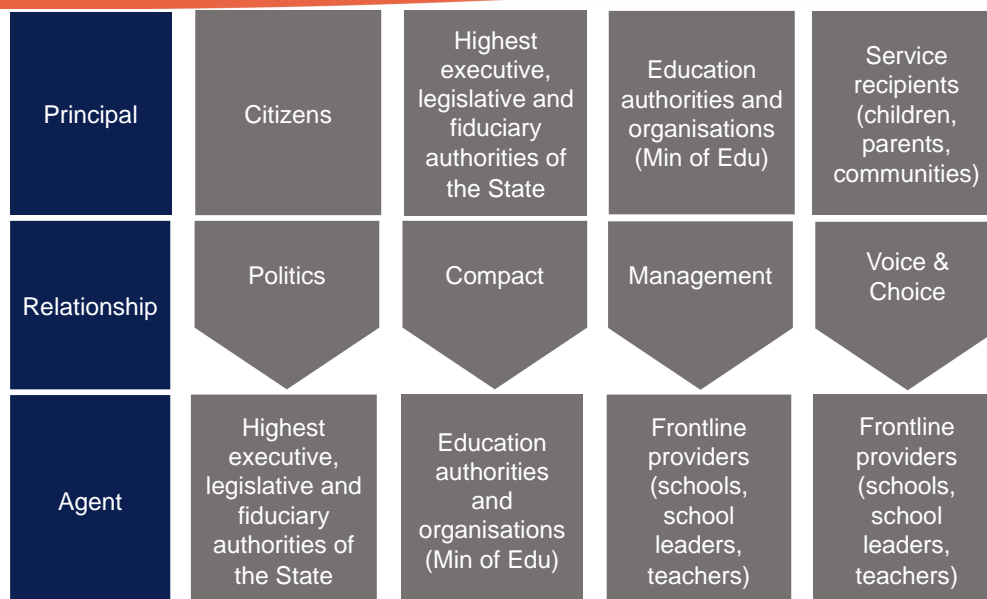 Principal
Citizens
Highest
executive,
legislative and
fiduciary
authorities of
the State
Education
authorities and
organisations
(Min of Edu)
Service
recipients
(children,
parents,
communities)
Relationship
Politics
Compact
Management
Voice &
Choice
Agent
Highest
executive,
legislative and
fiduciary
authorities of
the State
Education
authorities
and
organisations
(Min of Edu)
Frontline
providers
(schools,
school
leaders,
teachers)
Frontline
providers
(schools,
school
leaders,
teachers)